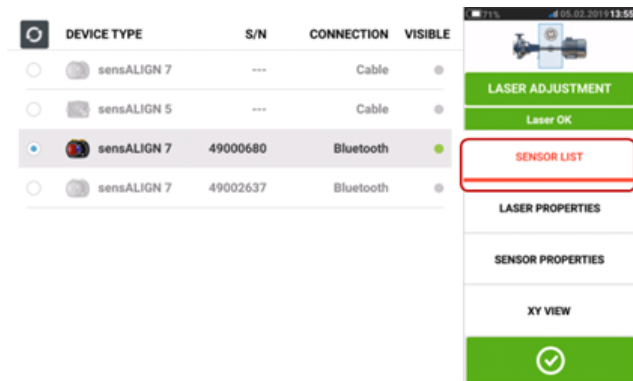 DEVICE TYPE S/N CONNECTION VISIBLE
sensALIGN 7 --- Cable
sensALIGN 5 --- Cable
sensALIGN 7 49000680 Bluetooth
sensALIGN 7 49002637 Bluetooth
71% 05.02.2019 13:55
LASER ADJUSTMENT
Laser OK
SENSOR LIST
LASER PROPERTIES
SENSOR PROPERTIES
XY VIEW